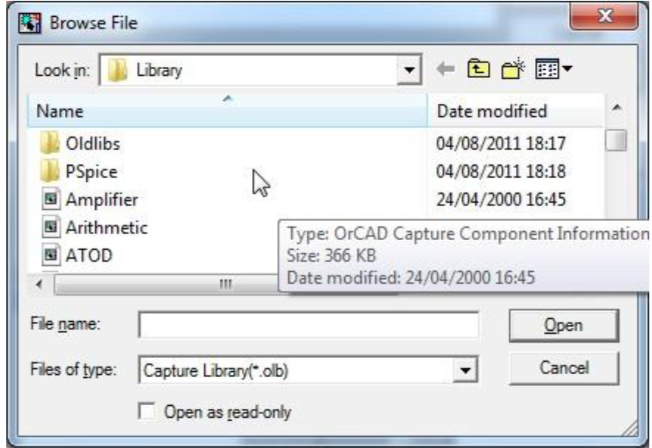 Browse File
Look in: Library
Name Date modified
Oldlibs 04/08/2011 18:17
PSpice 04/08/2011 18:18
Amplifier 24/04/2000 16:45
Arithmetic
ATOD
Type: OrCAD Capture Component Information
Size: 366 KB
Date modified: 24/04/2000 16:45
File name: Open
Files of type: Capture Library(*.olb) Cancel
Open as read-only